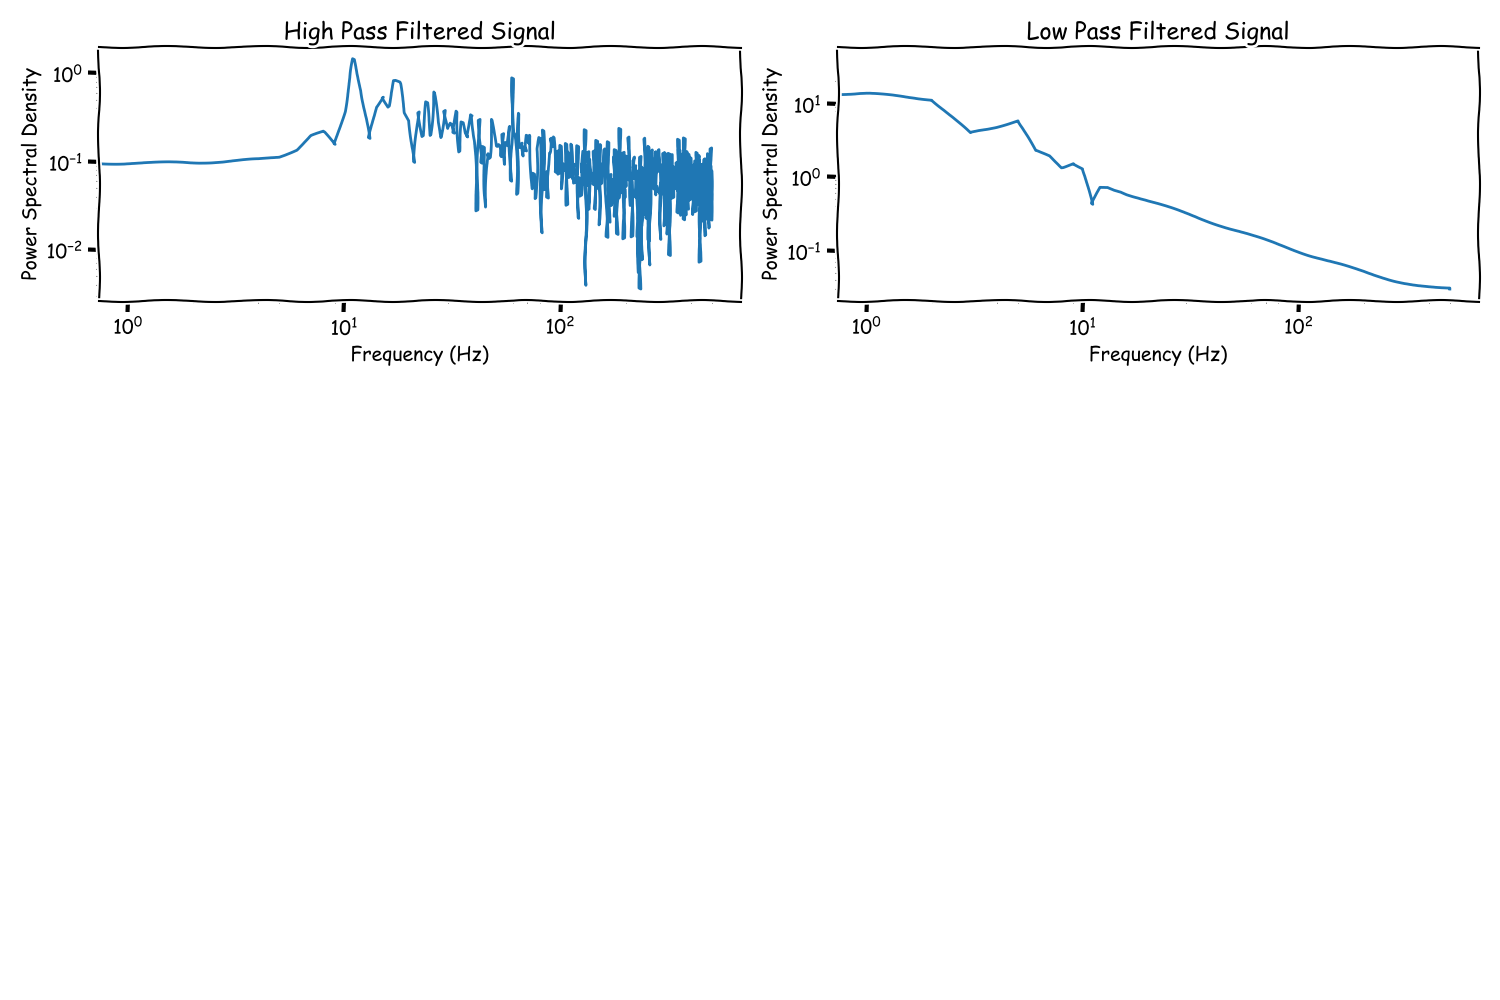 High Pass Filtered Signal
Power Spectral Density
10⁰
10⁻¹
10⁻²
10⁰ 10¹ 10²
Frequency (Hz)
Low Pass Filtered Signal
Power Spectral Density
10¹
10⁰
10⁻¹
10⁰ 10¹ 10²
Frequency (Hz)